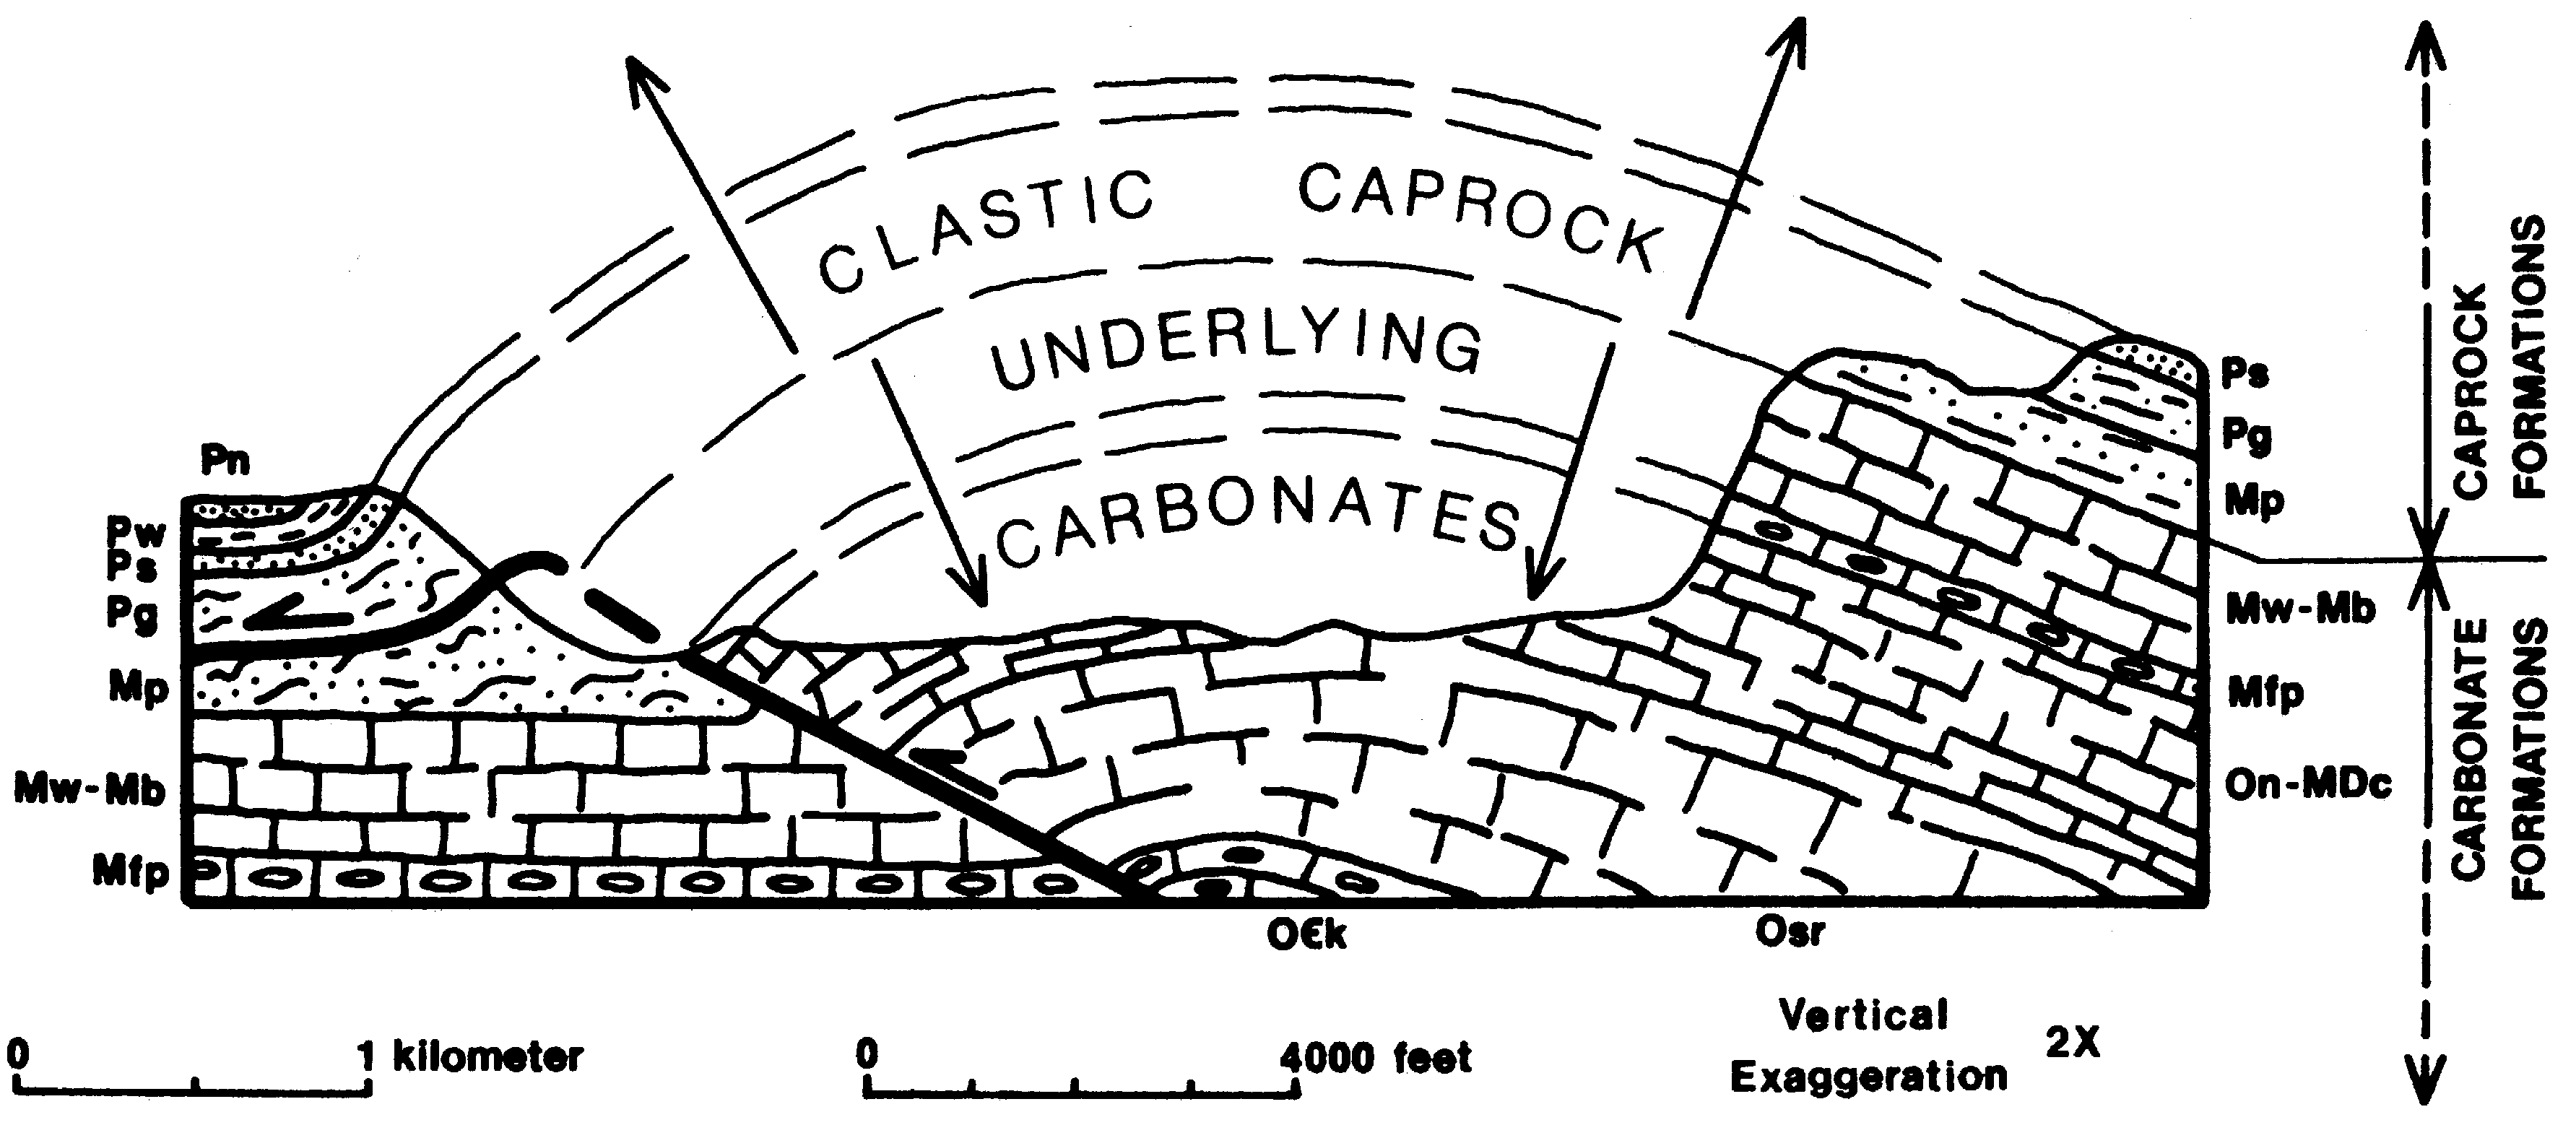 CLASTIC CAPROCK
UNDERLYING
CARBONATES
Pn
Pw
Ps
Pg
Mp
Mw-Mb
Mfp
Ps
Pg
Mp
Mw-Mb
Mfp
On-MDc
CAPROCK
FORMATIONS
CARBONATE
FORMATIONS
OЄk
Osr
0 1 kilometer
0 4000 feet
Vertical
Exaggeration
2X